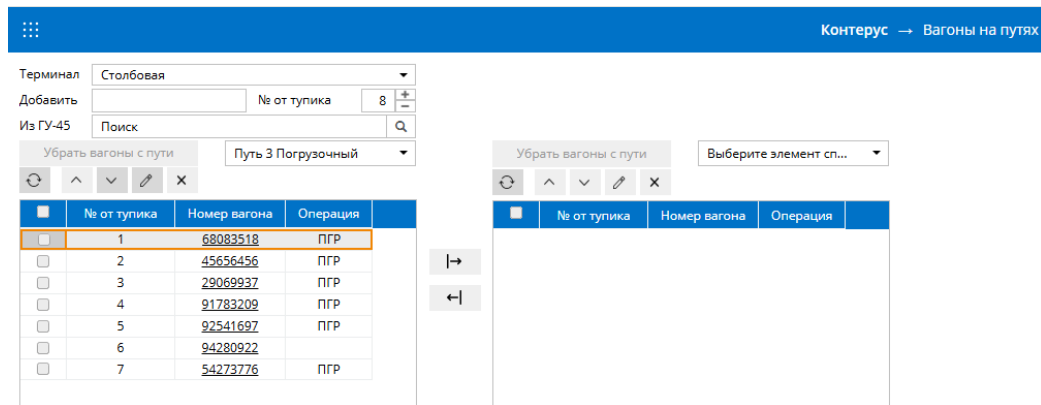 Контерус → Вагоны на путях
Терминал Столбовая
Добавить № от тупика 8
Из ГУ-45 Поиск
Убрать вагоны с пути Путь 3 Погрузочный
Убрать вагоны с пути Выберите элемент сп...
№ от тупика Номер вагона Операция
1 68083518 ПГР
2 45656456 ПГР
3 29069937 ПГР
4 91783209 ПГР
5 92541697 ПГР
6 94280922
7 54273776 ПГР
№ от тупика Номер вагона Операция